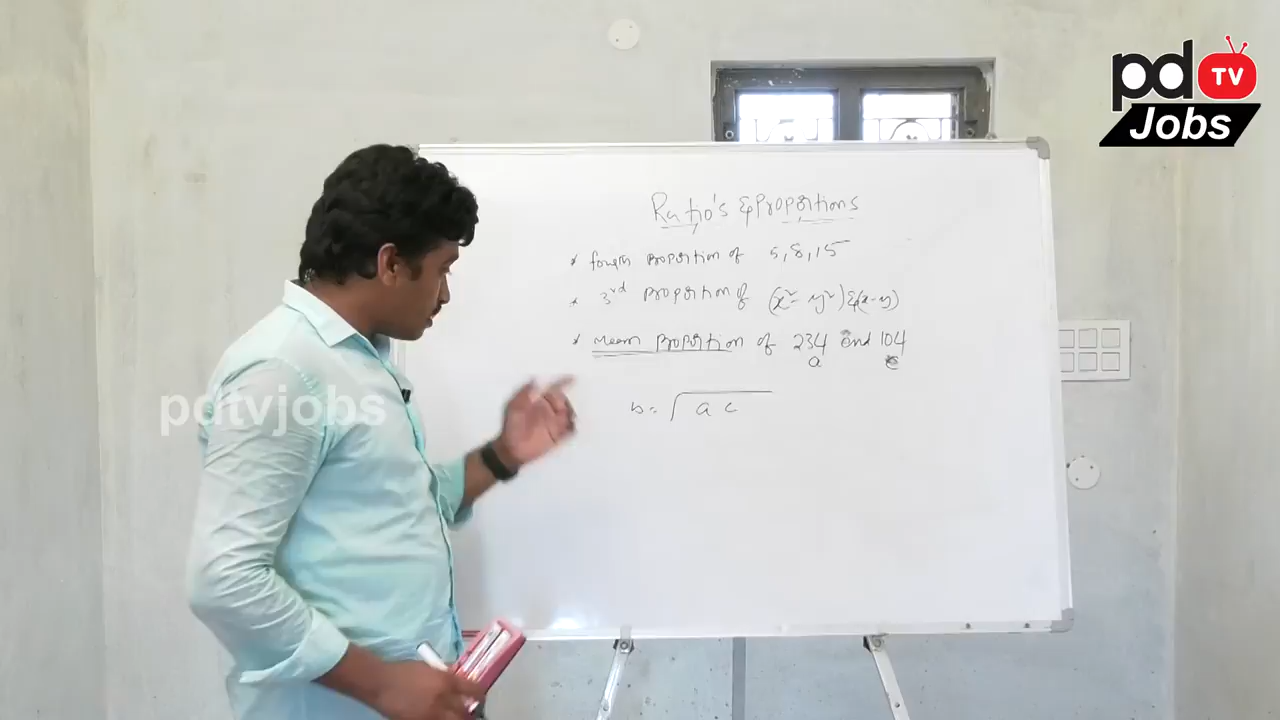 pd TV
Jobs
Ratio's & Proportions
* fourth proportion of 5, 8, 15
* 3rd proportion of (x² - y²) & (x - y)
* Mean proportion of 234 and 104
a c
b = √ac
pdtvjobs